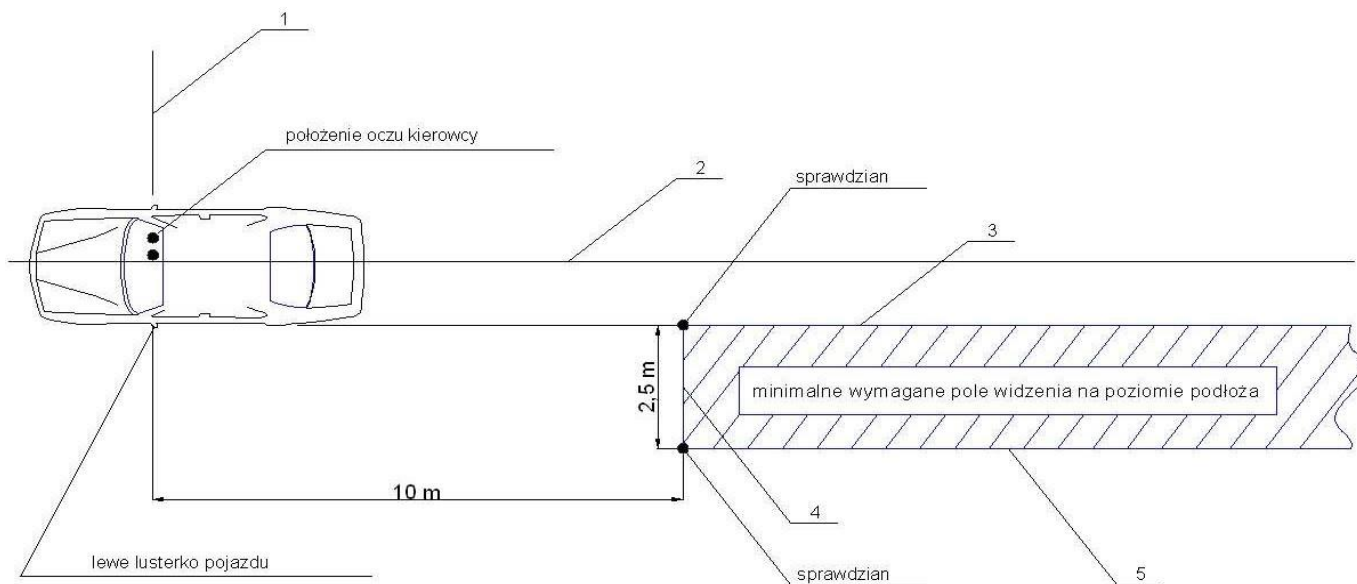 1
położenie oczu kierowcy
2
sprawdzian
3
2,5 m
minimalne wymagane pole widzenia na poziomie podłoża
10 m
4
lewe lusterko pojazdu
sprawdzian
5